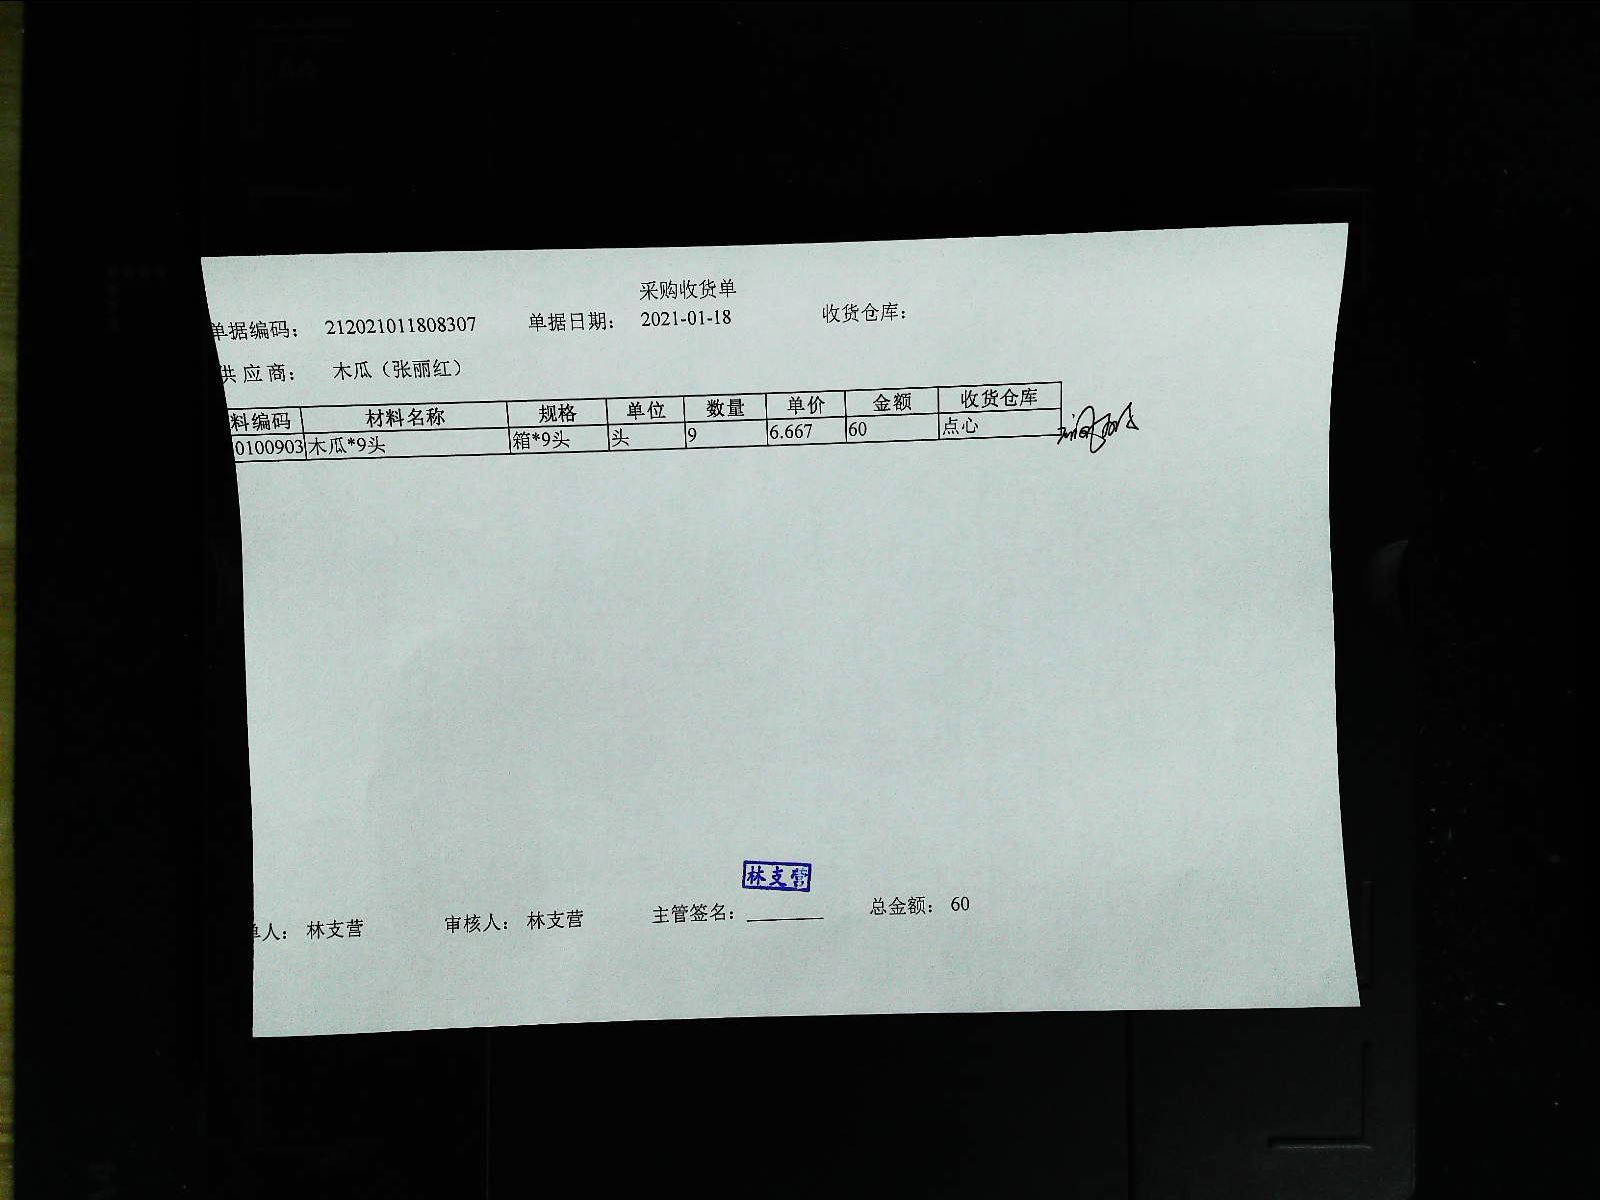 采购收货单
单据编码： 212021011808307 单据日期： 2021-01-18 收货仓库：
供应商： 木瓜（张丽红）
料编码 材料名称 规格 单位 数量 单价 金额 收货仓库
0100903 木瓜*9头 箱*9头 头 9 6.667 60 点心
林支营
单人： 林支营 审核人： 林支营 主管签名： 总金额： 60